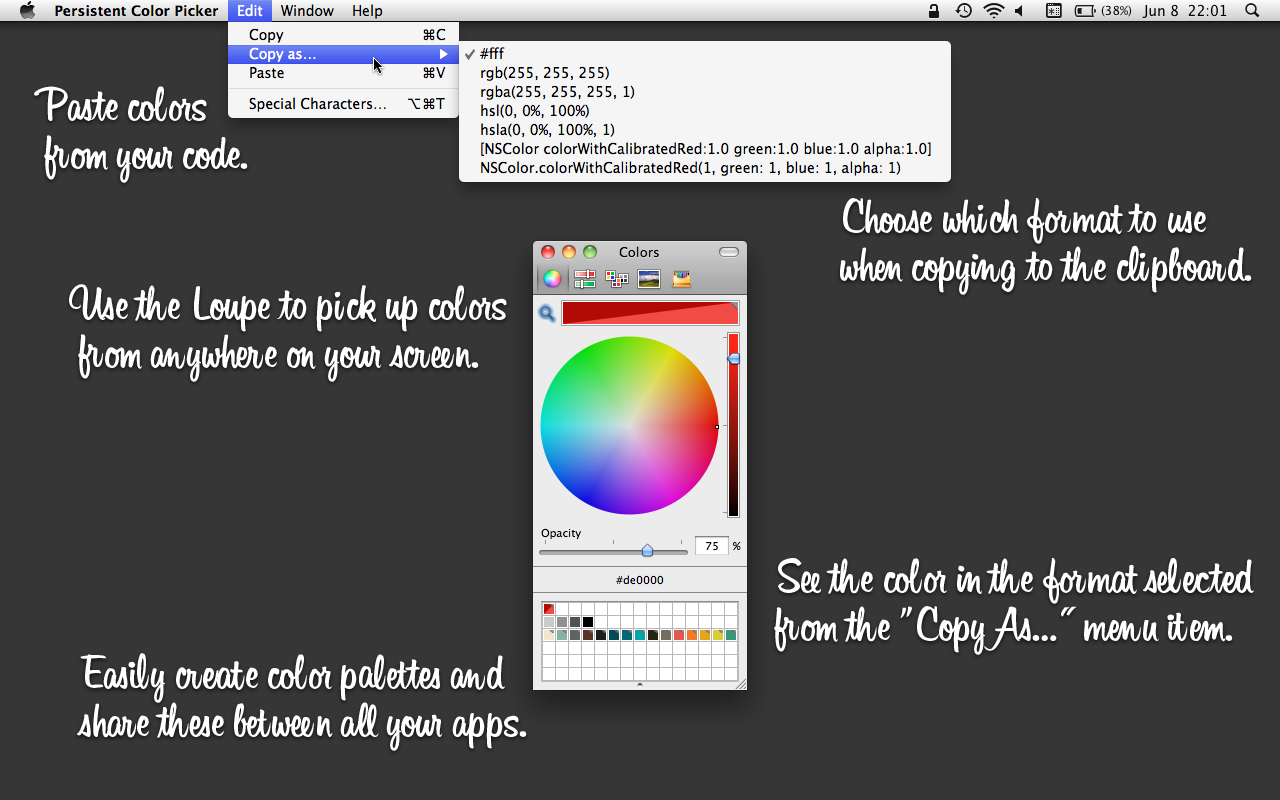 Persistent Color Picker Edit Window Help (38%) Jun 8 22:01
Copy ⌘C
Copy as... ▶
Paste ⌘V
Special Characters... ⌥⌘T
✓ #fff
rgb(255, 255, 255)
rgba(255, 255, 255, 1)
hsl(0, 0%, 100%)
hsla(0, 0%, 100%, 1)
[NSColor colorWithCalibratedRed:1.0 green:1.0 blue:1.0 alpha:1.0]
NSColor.colorWithCalibratedRed(1, green: 1, blue: 1, alpha: 1)
Paste colors
from your code.
Choose which format to use
when copying to the clipboard.
Use the Loupe to pick up colors
from anywhere on your screen.
Colors
Opacity
75 %
#de0000
See the color in the format selected
from the "Copy As..." menu item.
Easily create color palettes and
share these between all your apps.